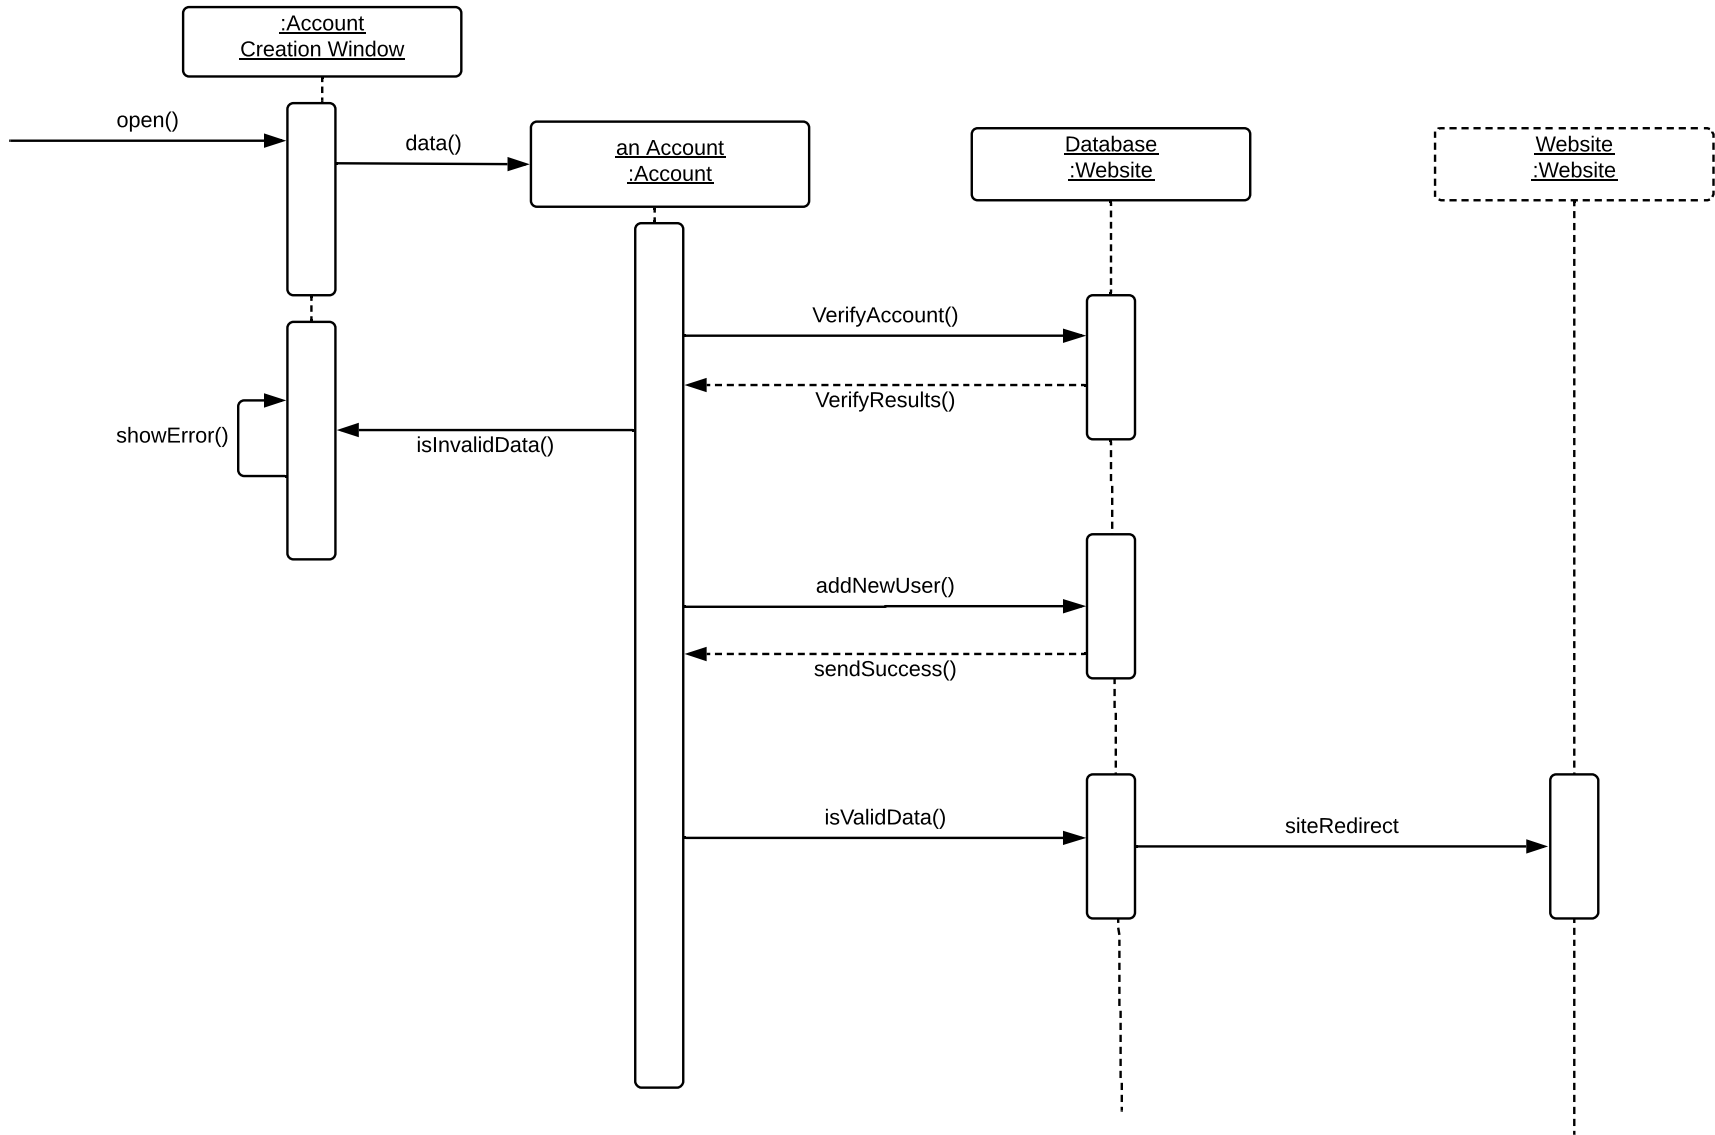 :Account
Creation Window
open()
data()
an Account
:Account
Database
:Website
Website
:Website
VerifyAccount()
VerifyResults()
showError()
isInvalidData()
addNewUser()
sendSuccess()
isValidData()
siteRedirect